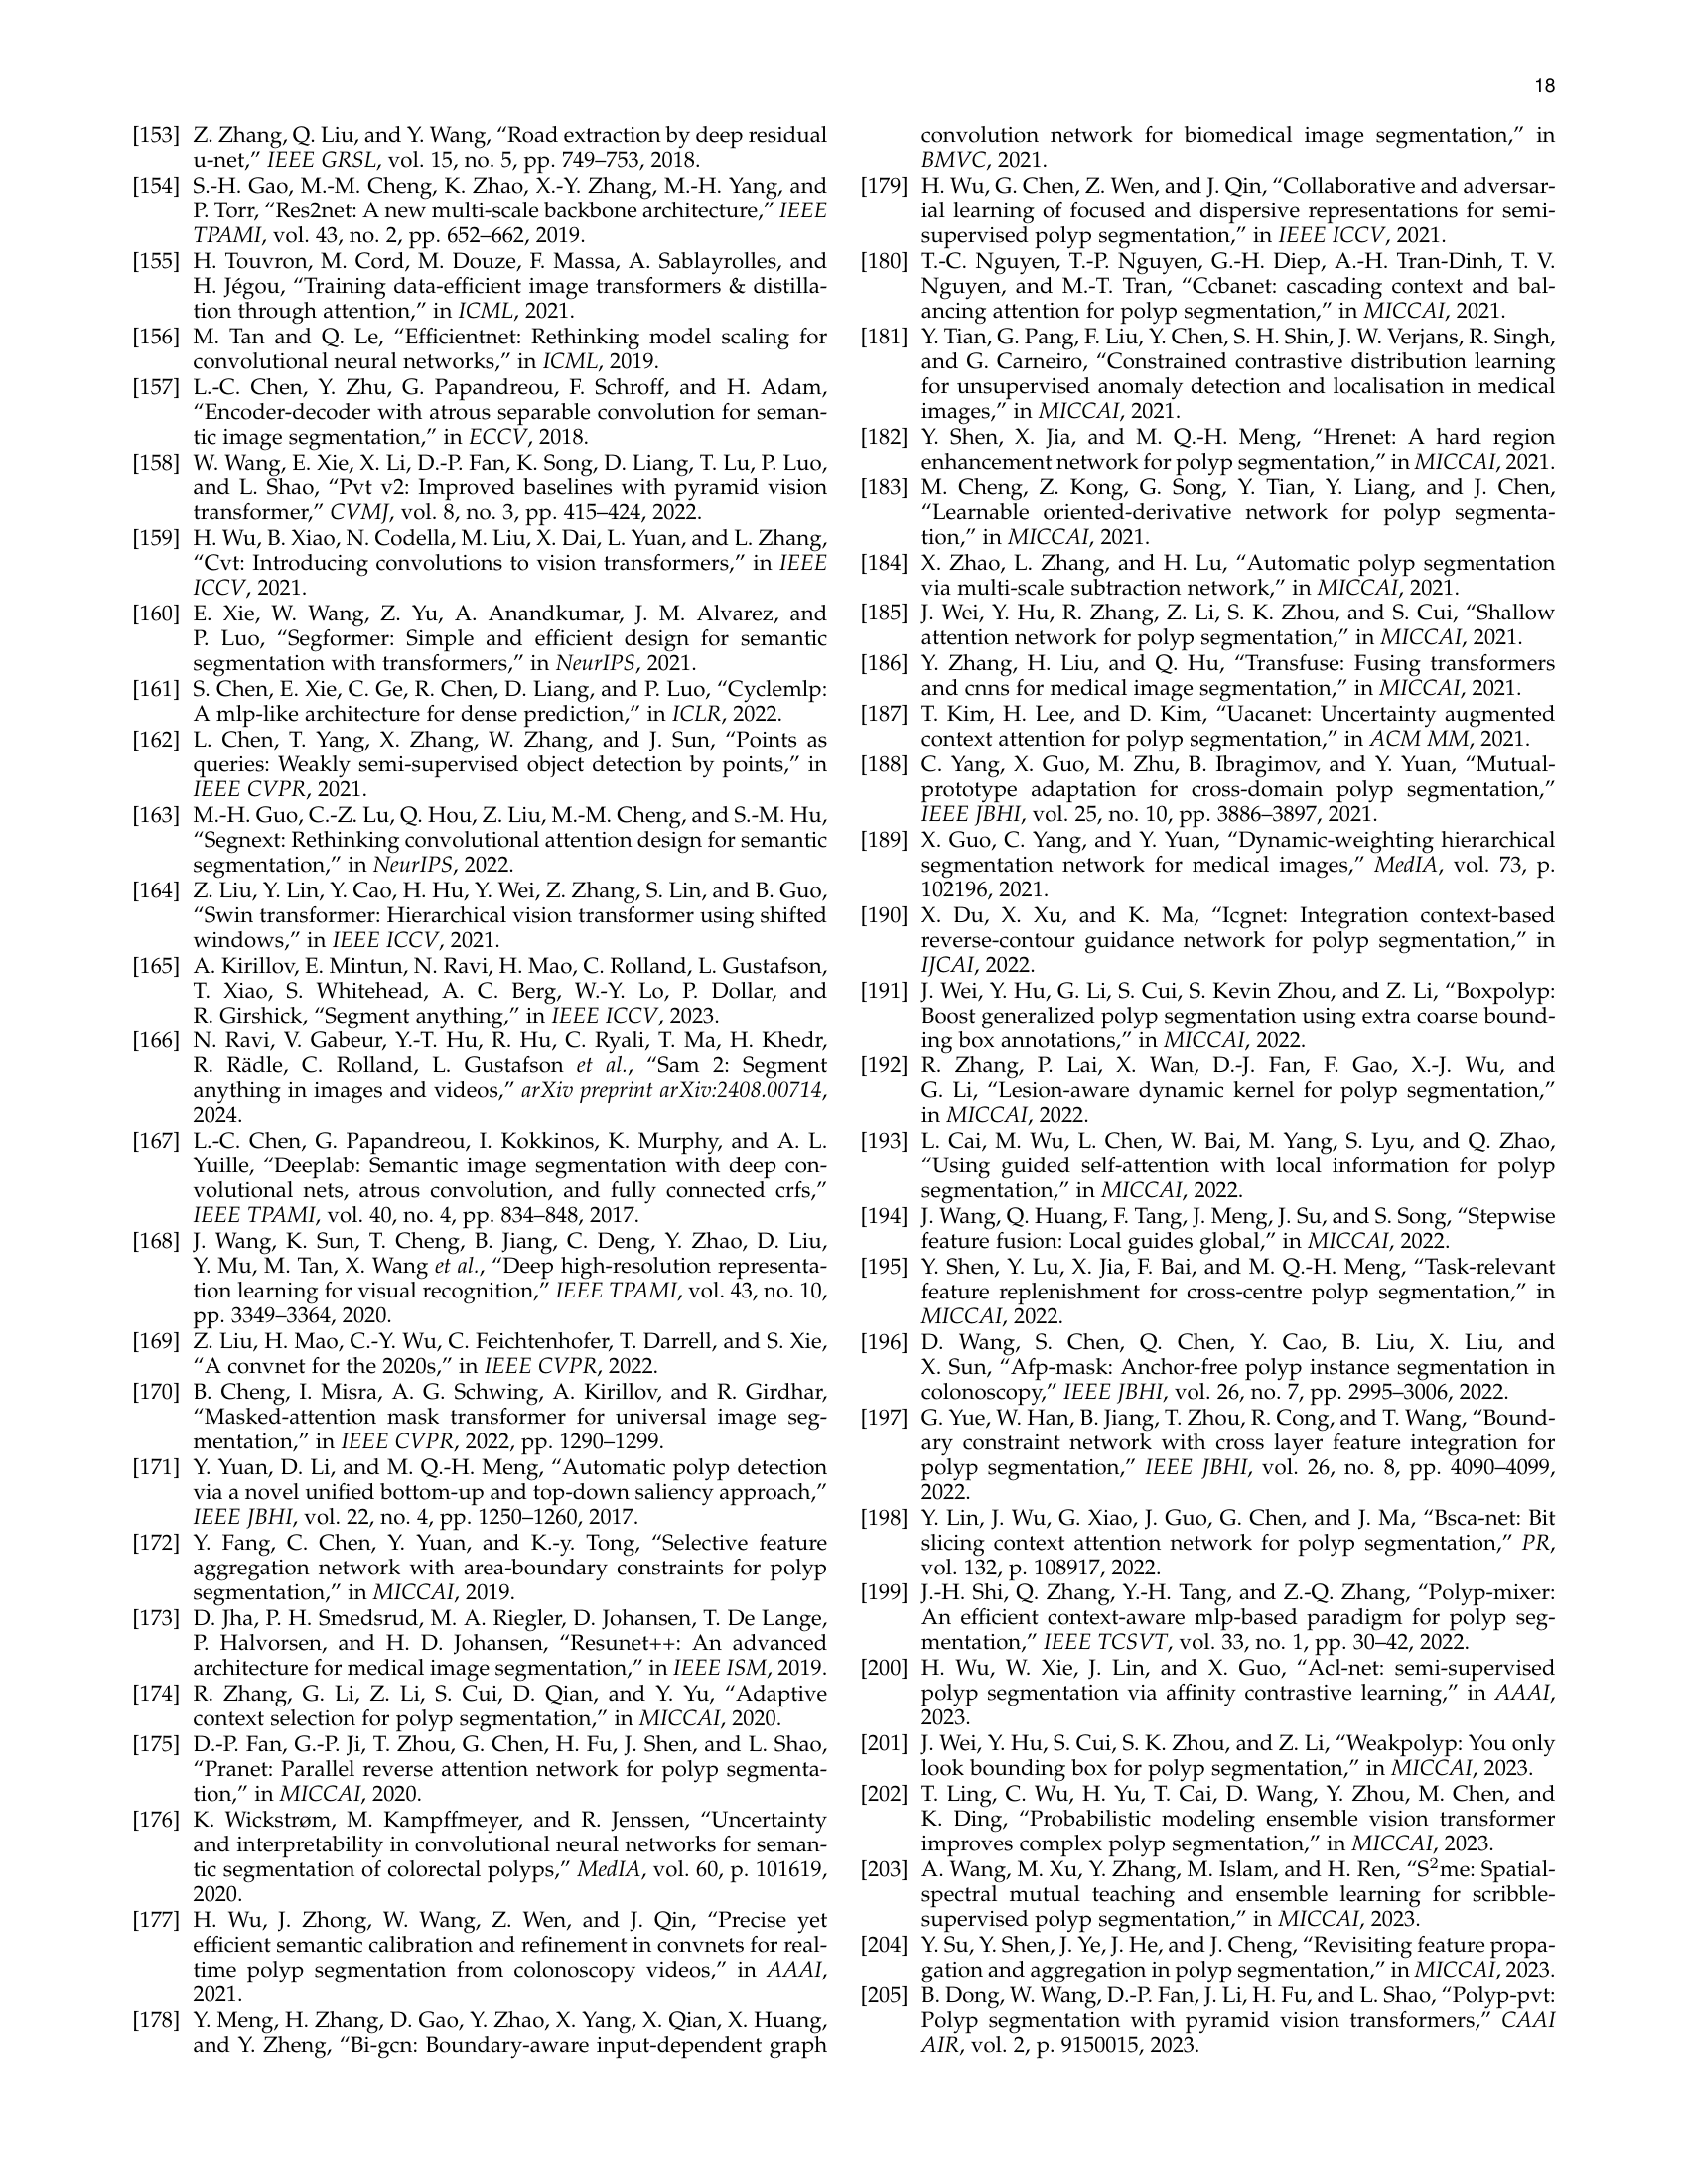 18
[153] Z. Zhang, Q. Liu, and Y. Wang, “Road extraction by deep residual
u-net,” IEEE GRSL, vol. 15, no. 5, pp. 749–753, 2018.
[154] S.-H. Gao, M.-M. Cheng, K. Zhao, X.-Y. Zhang, M.-H. Yang, and
P. Torr, “Res2net: A new multi-scale backbone architecture,” IEEE
TPAMI, vol. 43, no. 2, pp. 652–662, 2019.
[155] H. Touvron, M. Cord, M. Douze, F. Massa, A. Sablayrolles, and
H. Jégou, “Training data-efficient image transformers & distilla-
tion through attention,” in ICML, 2021.
[156] M. Tan and Q. Le, “Efficientnet: Rethinking model scaling for
convolutional neural networks,” in ICML, 2019.
[157] L.-C. Chen, Y. Zhu, G. Papandreou, F. Schroff, and H. Adam,
“Encoder-decoder with atrous separable convolution for seman-
tic image segmentation,” in ECCV, 2018.
[158] W. Wang, E. Xie, X. Li, D.-P. Fan, K. Song, D. Liang, T. Lu, P. Luo,
and L. Shao, “Pvt v2: Improved baselines with pyramid vision
transformer,” CVMJ, vol. 8, no. 3, pp. 415–424, 2022.
[159] H. Wu, B. Xiao, N. Codella, M. Liu, X. Dai, L. Yuan, and L. Zhang,
“Cvt: Introducing convolutions to vision transformers,” in IEEE
ICCV, 2021.
[160] E. Xie, W. Wang, Z. Yu, A. Anandkumar, J. M. Alvarez, and
P. Luo, “Segformer: Simple and efficient design for semantic
segmentation with transformers,” in NeurIPS, 2021.
[161] S. Chen, E. Xie, C. Ge, R. Chen, D. Liang, and P. Luo, “Cyclemlp:
A mlp-like architecture for dense prediction,” in ICLR, 2022.
[162] L. Chen, T. Yang, X. Zhang, W. Zhang, and J. Sun, “Points as
queries: Weakly semi-supervised object detection by points,” in
IEEE CVPR, 2021.
[163] M.-H. Guo, C.-Z. Lu, Q. Hou, Z. Liu, M.-M. Cheng, and S.-M. Hu,
“Segnext: Rethinking convolutional attention design for semantic
segmentation,” in NeurIPS, 2022.
[164] Z. Liu, Y. Lin, Y. Cao, H. Hu, Y. Wei, Z. Zhang, S. Lin, and B. Guo,
“Swin transformer: Hierarchical vision transformer using shifted
windows,” in IEEE ICCV, 2021.
[165] A. Kirillov, E. Mintun, N. Ravi, H. Mao, C. Rolland, L. Gustafson,
T. Xiao, S. Whitehead, A. C. Berg, W.-Y. Lo, P. Dollar, and
R. Girshick, “Segment anything,” in IEEE ICCV, 2023.
[166] N. Ravi, V. Gabeur, Y.-T. Hu, R. Hu, C. Ryali, T. Ma, H. Khedr,
R. Rädle, C. Rolland, L. Gustafson et al., “Sam 2: Segment
anything in images and videos,” arXiv preprint arXiv:2408.00714,
2024.
[167] L.-C. Chen, G. Papandreou, I. Kokkinos, K. Murphy, and A. L.
Yuille, “Deeplab: Semantic image segmentation with deep con-
volutional nets, atrous convolution, and fully connected crfs,”
IEEE TPAMI, vol. 40, no. 4, pp. 834–848, 2017.
[168] J. Wang, K. Sun, T. Cheng, B. Jiang, C. Deng, Y. Zhao, D. Liu,
Y. Mu, M. Tan, X. Wang et al., “Deep high-resolution representa-
tion learning for visual recognition,” IEEE TPAMI, vol. 43, no. 10,
pp. 3349–3364, 2020.
[169] Z. Liu, H. Mao, C.-Y. Wu, C. Feichtenhofer, T. Darrell, and S. Xie,
“A convnet for the 2020s,” in IEEE CVPR, 2022.
[170] B. Cheng, I. Misra, A. G. Schwing, A. Kirillov, and R. Girdhar,
“Masked-attention mask transformer for universal image seg-
mentation,” in IEEE CVPR, 2022, pp. 1290–1299.
[171] Y. Yuan, D. Li, and M. Q.-H. Meng, “Automatic polyp detection
via a novel unified bottom-up and top-down saliency approach,”
IEEE JBHI, vol. 22, no. 4, pp. 1250–1260, 2017.
[172] Y. Fang, C. Chen, Y. Yuan, and K.-y. Tong, “Selective feature
aggregation network with area-boundary constraints for polyp
segmentation,” in MICCAI, 2019.
[173] D. Jha, P. H. Smedsrud, M. A. Riegler, D. Johansen, T. De Lange,
P. Halvorsen, and H. D. Johansen, “Resunet++: An advanced
architecture for medical image segmentation,” in IEEE ISM, 2019.
[174] R. Zhang, G. Li, Z. Li, S. Cui, D. Qian, and Y. Yu, “Adaptive
context selection for polyp segmentation,” in MICCAI, 2020.
[175] D.-P. Fan, G.-P. Ji, T. Zhou, G. Chen, H. Fu, J. Shen, and L. Shao,
“Pranet: Parallel reverse attention network for polyp segmenta-
tion,” in MICCAI, 2020.
[176] K. Wickstrøm, M. Kampffmeyer, and R. Jenssen, “Uncertainty
and interpretability in convolutional neural networks for seman-
tic segmentation of colorectal polyps,” MedIA, vol. 60, p. 101619,
2020.
[177] H. Wu, J. Zhong, W. Wang, Z. Wen, and J. Qin, “Precise yet
efficient semantic calibration and refinement in convnets for real-
time polyp segmentation from colonoscopy videos,” in AAAI,
2021.
[178] Y. Meng, H. Zhang, D. Gao, Y. Zhao, X. Yang, X. Qian, X. Huang,
and Y. Zheng, “Bi-gcn: Boundary-aware input-dependent graph
convolution network for biomedical image segmentation,” in
BMVC, 2021.
[179] H. Wu, G. Chen, Z. Wen, and J. Qin, “Collaborative and adversar-
ial learning of focused and dispersive representations for semi-
supervised polyp segmentation,” in IEEE ICCV, 2021.
[180] T.-C. Nguyen, T.-P. Nguyen, G.-H. Diep, A.-H. Tran-Dinh, T. V.
Nguyen, and M.-T. Tran, “Ccbanet: cascading context and bal-
ancing attention for polyp segmentation,” in MICCAI, 2021.
[181] Y. Tian, G. Pang, F. Liu, Y. Chen, S. H. Shin, J. W. Verjans, R. Singh,
and G. Carneiro, “Constrained contrastive distribution learning
for unsupervised anomaly detection and localisation in medical
images,” in MICCAI, 2021.
[182] Y. Shen, X. Jia, and M. Q.-H. Meng, “Hrenet: A hard region
enhancement network for polyp segmentation,” in MICCAI, 2021.
[183] M. Cheng, Z. Kong, G. Song, Y. Tian, Y. Liang, and J. Chen,
“Learnable oriented-derivative network for polyp segmenta-
tion,” in MICCAI, 2021.
[184] X. Zhao, L. Zhang, and H. Lu, “Automatic polyp segmentation
via multi-scale subtraction network,” in MICCAI, 2021.
[185] J. Wei, Y. Hu, R. Zhang, Z. Li, S. K. Zhou, and S. Cui, “Shallow
attention network for polyp segmentation,” in MICCAI, 2021.
[186] Y. Zhang, H. Liu, and Q. Hu, “Transfuse: Fusing transformers
and cnns for medical image segmentation,” in MICCAI, 2021.
[187] T. Kim, H. Lee, and D. Kim, “Uacanet: Uncertainty augmented
context attention for polyp segmentation,” in ACM MM, 2021.
[188] C. Yang, X. Guo, M. Zhu, B. Ibragimov, and Y. Yuan, “Mutual-
prototype adaptation for cross-domain polyp segmentation,”
IEEE JBHI, vol. 25, no. 10, pp. 3886–3897, 2021.
[189] X. Guo, C. Yang, and Y. Yuan, “Dynamic-weighting hierarchical
segmentation network for medical images,” MedIA, vol. 73, p.
102196, 2021.
[190] X. Du, X. Xu, and K. Ma, “Icgnet: Integration context-based
reverse-contour guidance network for polyp segmentation,” in
IJCAI, 2022.
[191] J. Wei, Y. Hu, G. Li, S. Cui, S. Kevin Zhou, and Z. Li, “Boxpolyp:
Boost generalized polyp segmentation using extra coarse bound-
ing box annotations,” in MICCAI, 2022.
[192] R. Zhang, P. Lai, X. Wan, D.-J. Fan, F. Gao, X.-J. Wu, and
G. Li, “Lesion-aware dynamic kernel for polyp segmentation,”
in MICCAI, 2022.
[193] L. Cai, M. Wu, L. Chen, W. Bai, M. Yang, S. Lyu, and Q. Zhao,
“Using guided self-attention with local information for polyp
segmentation,” in MICCAI, 2022.
[194] J. Wang, Q. Huang, F. Tang, J. Meng, J. Su, and S. Song, “Stepwise
feature fusion: Local guides global,” in MICCAI, 2022.
[195] Y. Shen, Y. Lu, X. Jia, F. Bai, and M. Q.-H. Meng, “Task-relevant
feature replenishment for cross-centre polyp segmentation,” in
MICCAI, 2022.
[196] D. Wang, S. Chen, Q. Chen, Y. Cao, B. Liu, X. Liu, and
X. Sun, “Afp-mask: Anchor-free polyp instance segmentation in
colonoscopy,” IEEE JBHI, vol. 26, no. 7, pp. 2995–3006, 2022.
[197] G. Yue, W. Han, B. Jiang, T. Zhou, R. Cong, and T. Wang, “Bound-
ary constraint network with cross layer feature integration for
polyp segmentation,” IEEE JBHI, vol. 26, no. 8, pp. 4090–4099,
2022.
[198] Y. Lin, J. Wu, G. Xiao, J. Guo, G. Chen, and J. Ma, “Bsca-net: Bit
slicing context attention network for polyp segmentation,” PR,
vol. 132, p. 108917, 2022.
[199] J.-H. Shi, Q. Zhang, Y.-H. Tang, and Z.-Q. Zhang, “Polyp-mixer:
An efficient context-aware mlp-based paradigm for polyp seg-
mentation,” IEEE TCSVT, vol. 33, no. 1, pp. 30–42, 2022.
[200] H. Wu, W. Xie, J. Lin, and X. Guo, “Acl-net: semi-supervised
polyp segmentation via affinity contrastive learning,” in AAAI,
2023.
[201] J. Wei, Y. Hu, S. Cui, S. K. Zhou, and Z. Li, “Weakpolyp: You only
look bounding box for polyp segmentation,” in MICCAI, 2023.
[202] T. Ling, C. Wu, H. Yu, T. Cai, D. Wang, Y. Zhou, M. Chen, and
K. Ding, “Probabilistic modeling ensemble vision transformer
improves complex polyp segmentation,” in MICCAI, 2023.
[203] A. Wang, M. Xu, Y. Zhang, M. Islam, and H. Ren, “S²me: Spatial-
spectral mutual teaching and ensemble learning for scribble-
supervised polyp segmentation,” in MICCAI, 2023.
[204] Y. Su, Y. Shen, J. Ye, J. He, and J. Cheng, “Revisiting feature propa-
gation and aggregation in polyp segmentation,” in MICCAI, 2023.
[205] B. Dong, W. Wang, D.-P. Fan, J. Li, H. Fu, and L. Shao, “Polyp-pvt:
Polyp segmentation with pyramid vision transformers,” CAAI
AIR, vol. 2, p. 9150015, 2023.